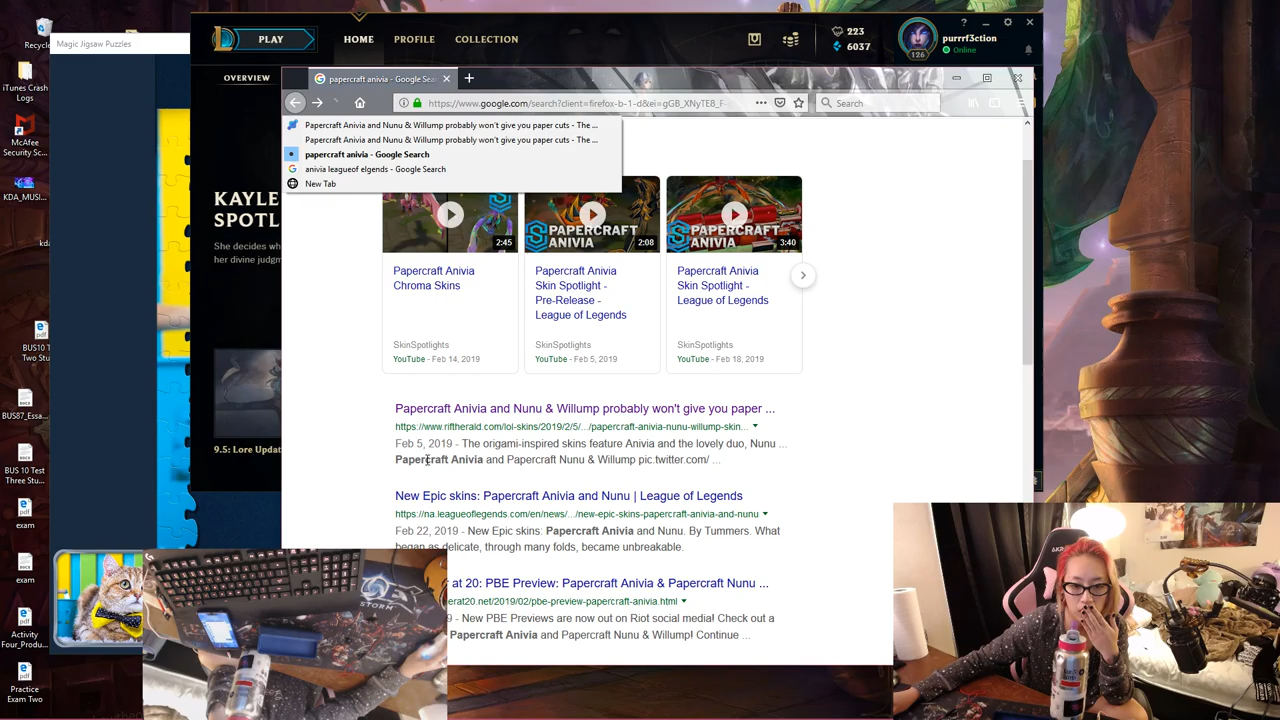 Recycle
Magic Jigsaw Puzzles
iTunes Crash
Logs
McAfee
Security Sc...
KDA_MUSI...
kda
BUS10 T
Two Stu
BUS87_Essa...
BUS 10 Test
Three Stu...
exam
exam
Activity
Four_Produ...
Practice
Exam Two
PLAY
HOME
PROFILE
COLLECTION
223
6037
126
purrrf3ction
Online
OVERVIEW
KAYLE
SPOTL
She decides wh
her divine judgm
9.5: Lore Updat
papercraft anivia - Google Sea
https://www.google.com/search?client=firefox-b-1-d&ei=gGB_XNyTE8_F-
Search
Papercraft Anivia and Nunu & Willump probably won't give you paper cuts - The ...
Papercraft Anivia and Nunu & Willump probably won't give you paper cuts - The ...
papercraft anivia - Google Search
anivia leagueof elgends - Google Search
New Tab
2:45
PAPERCRAFT
ANIVIA
2:08
PAPERCRAFT
ANIVIA
3:40
Papercraft Anivia
Chroma Skins
SkinSpotlights
YouTube - Feb 14, 2019
Papercraft Anivia
Skin Spotlight -
Pre-Release -
League of Legends
SkinSpotlights
YouTube - Feb 5, 2019
Papercraft Anivia
Skin Spotlight -
League of Legends
SkinSpotlights
YouTube - Feb 18, 2019
Papercraft Anivia and Nunu & Willump probably won't give you paper ...
https://www.riftherald.com/lol-skins/2019/2/5/.../papercraft-anivia-nunu-willump-skin...
Feb 5, 2019 - The origami-inspired skins feature Anivia and the lovely duo, Nunu ...
Papercraft Anivia and Papercraft Nunu & Willump pic.twitter.com/ ...
New Epic skins: Papercraft Anivia and Nunu | League of Legends
https://na.leagueoflegends.com/en/news/.../new-epic-skins-papercraft-anivia-and-nunu
Feb 22, 2019 - New Epic skins: Papercraft Anivia and Nunu. By Tummers. What
began as delicate, through many folds, became unbreakable.
at 20: PBE Preview: Papercraft Anivia & Papercraft Nunu ...
erat20.net/2019/02/pbe-preview-papercraft-anivia.html
9 - New PBE Previews are now out on Riot social media! Check out a
Papercraft Anivia and Papercraft Nunu & Willump! Continue ...
STORM
AKR